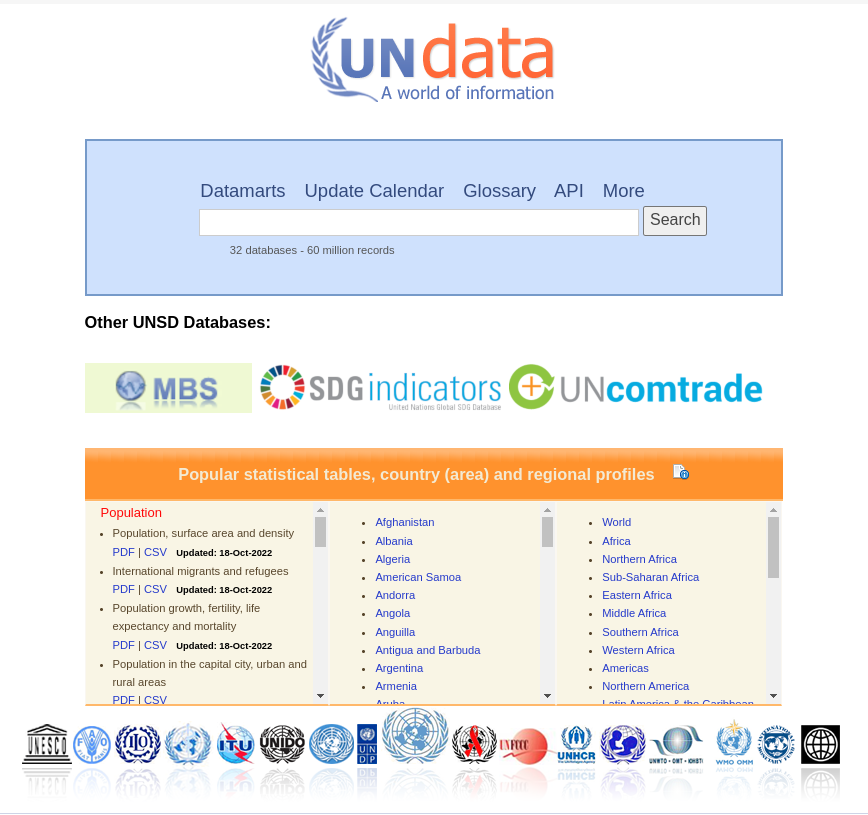 UNdata
A world of information
Datamarts Update Calendar Glossary API More
Search
32 databases - 60 million records
Other UNSD Databases:
MBS SDG indicators UNcomtrade
United Nations Global SDG Database
Popular statistical tables, country (area) and regional profiles
Population
Population, surface area and density
PDF | CSV Updated: 18-Oct-2022
International migrants and refugees
PDF | CSV Updated: 18-Oct-2022
Population growth, fertility, life
expectancy and mortality
PDF | CSV Updated: 18-Oct-2022
Population in the capital city, urban and
rural areas
PDF | CSV
Afghanistan
Albania
Algeria
American Samoa
Andorra
Angola
Anguilla
Antigua and Barbuda
Argentina
Armenia
Aruba
World
Africa
Northern Africa
Sub-Saharan Africa
Eastern Africa
Middle Africa
Southern Africa
Western Africa
Americas
Northern America
Latin America & the Caribbean
UNESCO
FAO
ILO
ITU
UNIDO
UNDP
UNFCCC
UNHCR
UNWTO • OMT • ЮНВТО
WHO OMM